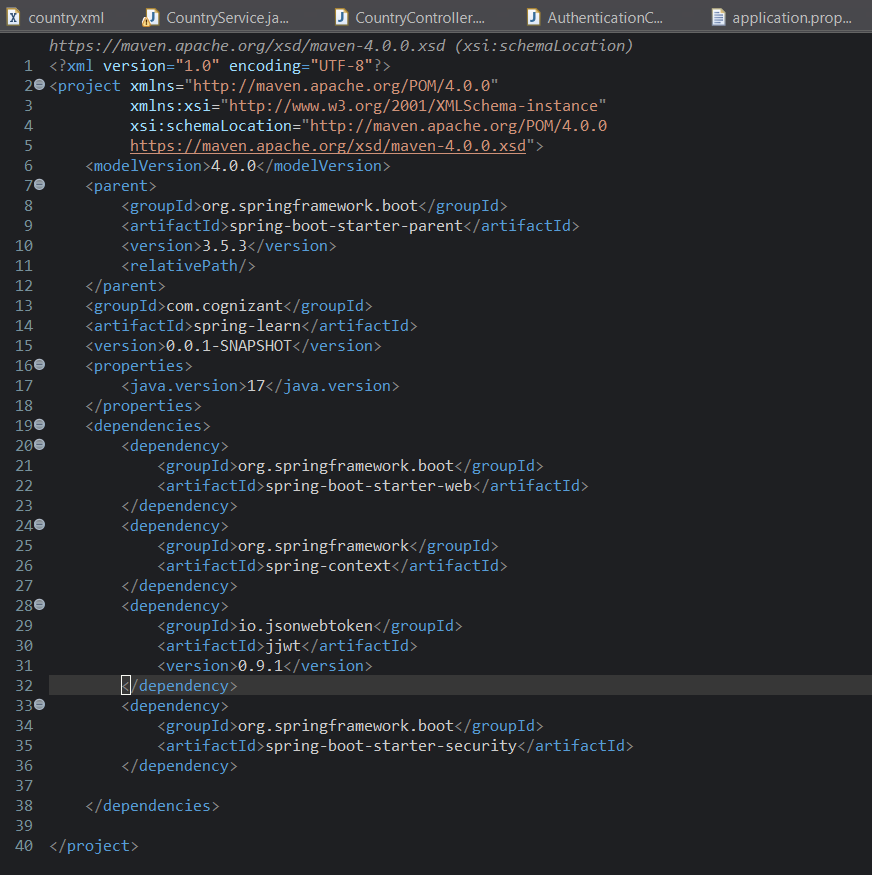 country.xml CountryService.ja... CountryController.... AuthenticationC... application.prop...
https://maven.apache.org/xsd/maven-4.0.0.xsd (xsi:schemaLocation)
1 <?xml version="1.0" encoding="UTF-8"?>
2 <project xmlns="http://maven.apache.org/POM/4.0.0"
3 xmlns:xsi="http://www.w3.org/2001/XMLSchema-instance"
4 xsi:schemaLocation="http://maven.apache.org/POM/4.0.0
5 https://maven.apache.org/xsd/maven-4.0.0.xsd">
6 <modelVersion>4.0.0</modelVersion>
7 <parent>
8 <groupId>org.springframework.boot</groupId>
9 <artifactId>spring-boot-starter-parent</artifactId>
10 <version>3.5.3</version>
11 <relativePath/>
12 </parent>
13 <groupId>com.cognizant</groupId>
14 <artifactId>spring-learn</artifactId>
15 <version>0.0.1-SNAPSHOT</version>
16 <properties>
17 <java.version>17</java.version>
18 </properties>
19 <dependencies>
20 <dependency>
21 <groupId>org.springframework.boot</groupId>
22 <artifactId>spring-boot-starter-web</artifactId>
23 </dependency>
24 <dependency>
25 <groupId>org.springframework</groupId>
26 <artifactId>spring-context</artifactId>
27 </dependency>
28 <dependency>
29 <groupId>io.jsonwebtoken</groupId>
30 <artifactId>jjwt</artifactId>
31 <version>0.9.1</version>
32 </dependency>
33 <dependency>
34 <groupId>org.springframework.boot</groupId>
35 <artifactId>spring-boot-starter-security</artifactId>
36 </dependency>
37
38 </dependencies>
39
40 </project>